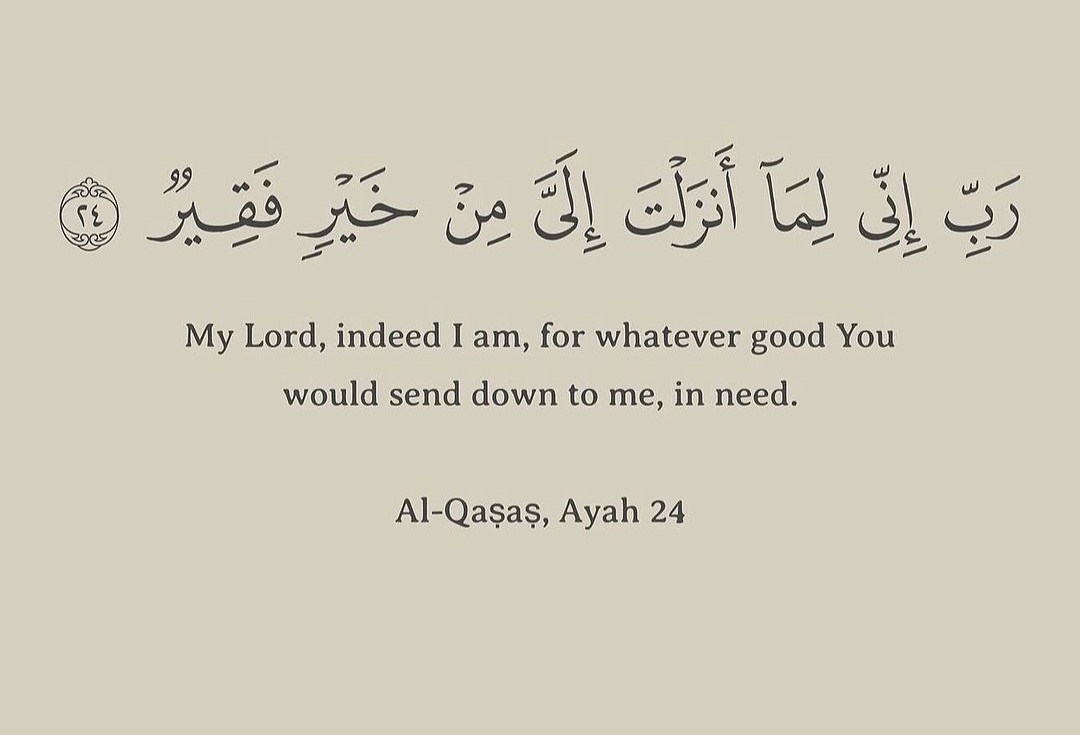 رَبِّ إِنِّى لِمَآ أَنزَلْتَ إِلَىَّ مِنْ خَيْرٍ فَقِيرٌ ٢٤
My Lord, indeed I am, for whatever good You
would send down to me, in need.
Al-Qaṣaṣ, Ayah 24